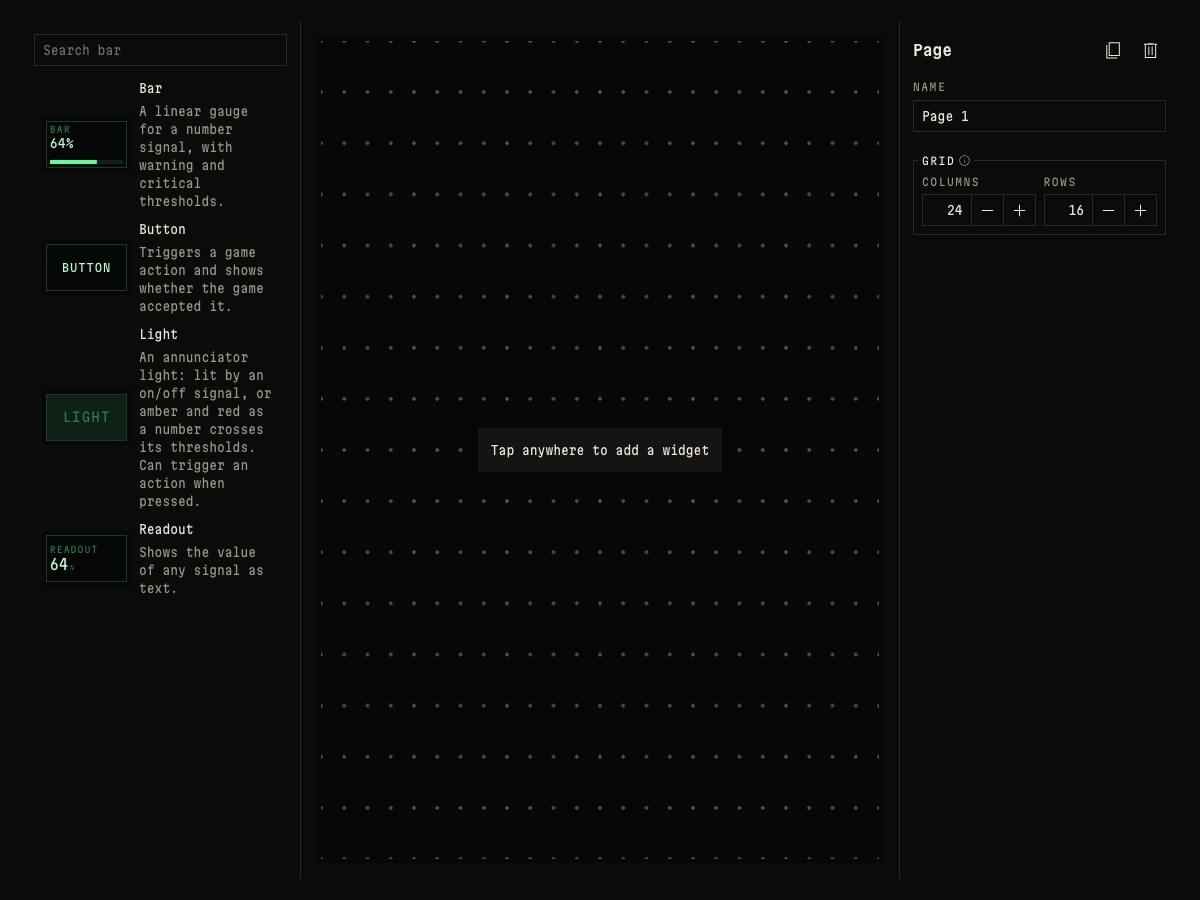 Search bar
Bar
A linear gauge
for a number
signal, with
warning and
critical
thresholds.
BAR
64%
Button
Triggers a game
action and shows
whether the game
accepted it.
BUTTON
Light
An annunciator
light: lit by an
on/off signal, or
amber and red as
a number crosses
its thresholds.
Can trigger an
action when
pressed.
LIGHT
Readout
Shows the value
of any signal as
text.
READOUT
64%
Tap anywhere to add a widget
Page
NAME
Page 1
GRID
COLUMNS ROWS
24 16